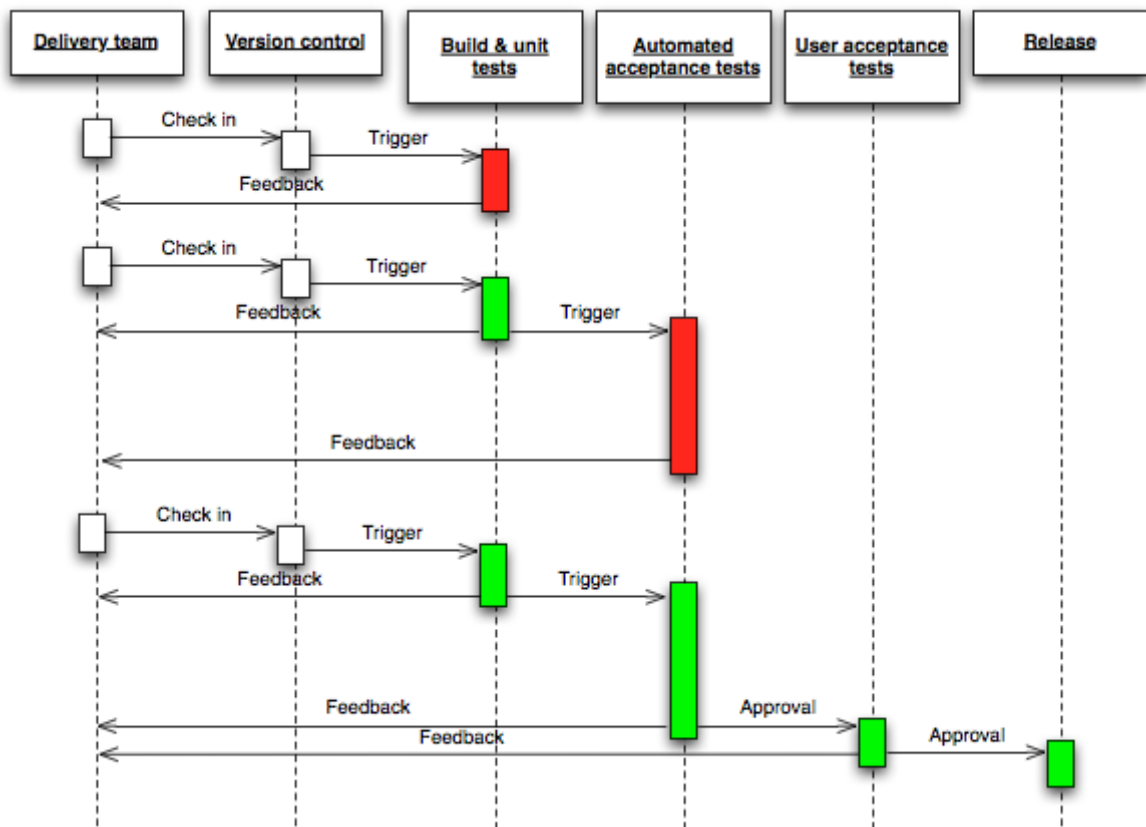 Delivery team
Version control
Build & unit
tests
Automated
acceptance tests
User acceptance
tests
Release
Check in
Trigger
Feedback
Check in
Trigger
Feedback
Trigger
Feedback
Check in
Trigger
Feedback
Trigger
Feedback
Approval
Feedback
Approval